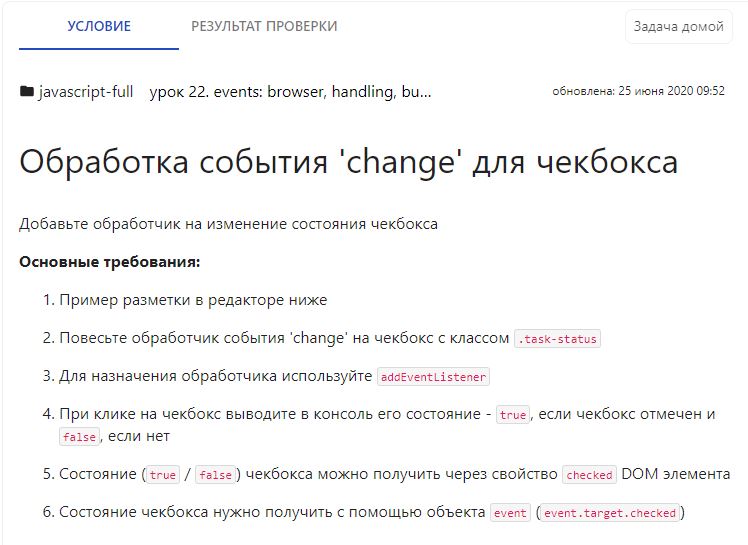 УСЛОВИЕ РЕЗУЛЬТАТ ПРОВЕРКИ Задача домой
javascript-full урок 22. events: browser, handling, bu... обновлена: 25 июня 2020 09:52
Обработка события 'change' для чекбокса
Добавьте обработчик на изменение состояния чекбокса
Основные требования:
1. Пример разметки в редакторе ниже
2. Повесьте обработчик события 'change' на чекбокс с классом .task-status
3. Для назначения обработчика используйте addEventListener
4. При клике на чекбокс выводите в консоль его состояние - true, если чекбокс отмечен и
false, если нет
5. Состояние (true / false) чекбокса можно получить через свойство checked DOM элемента
6. Состояние чекбокса нужно получить с помощью объекта event (event.target.checked)